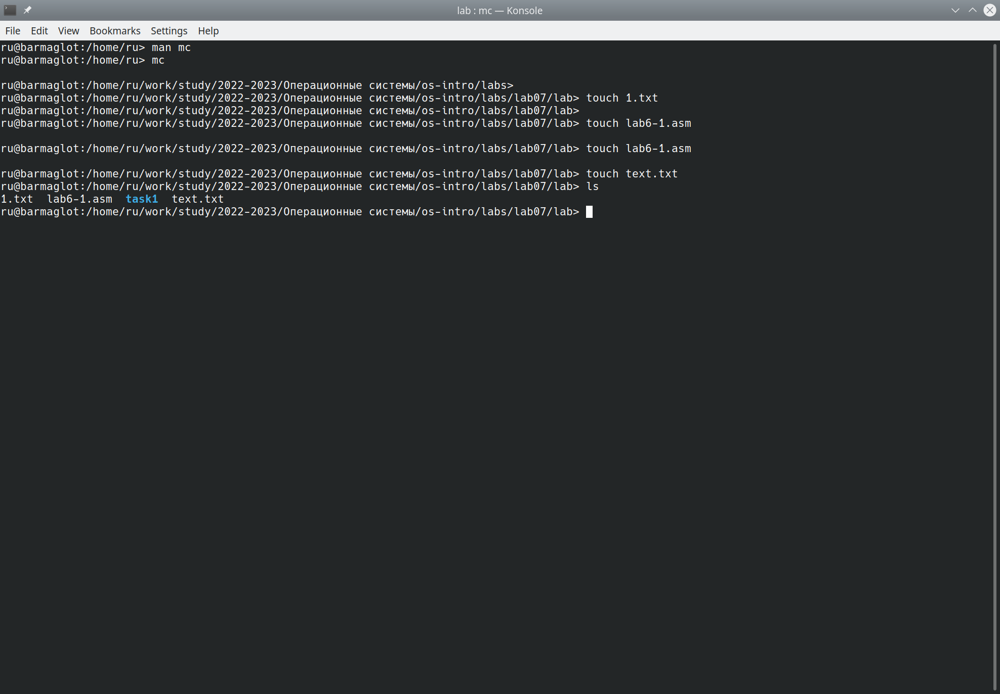 lab : mc — Konsole
File Edit View Bookmarks Settings Help
ru@barmaglot:/home/ru> man mc
ru@barmaglot:/home/ru> mc
ru@barmaglot:/home/ru/work/study/2022-2023/Операционные системы/os-intro/labs>
ru@barmaglot:/home/ru/work/study/2022-2023/Операционные системы/os-intro/labs/lab07/lab> touch 1.txt
ru@barmaglot:/home/ru/work/study/2022-2023/Операционные системы/os-intro/labs/lab07/lab>
ru@barmaglot:/home/ru/work/study/2022-2023/Операционные системы/os-intro/labs/lab07/lab> touch lab6-1.asm
ru@barmaglot:/home/ru/work/study/2022-2023/Операционные системы/os-intro/labs/lab07/lab> touch lab6-1.asm
ru@barmaglot:/home/ru/work/study/2022-2023/Операционные системы/os-intro/labs/lab07/lab> touch text.txt
ru@barmaglot:/home/ru/work/study/2022-2023/Операционные системы/os-intro/labs/lab07/lab> ls
1.txt  lab6-1.asm  task1  text.txt
ru@barmaglot:/home/ru/work/study/2022-2023/Операционные системы/os-intro/labs/lab07/lab>